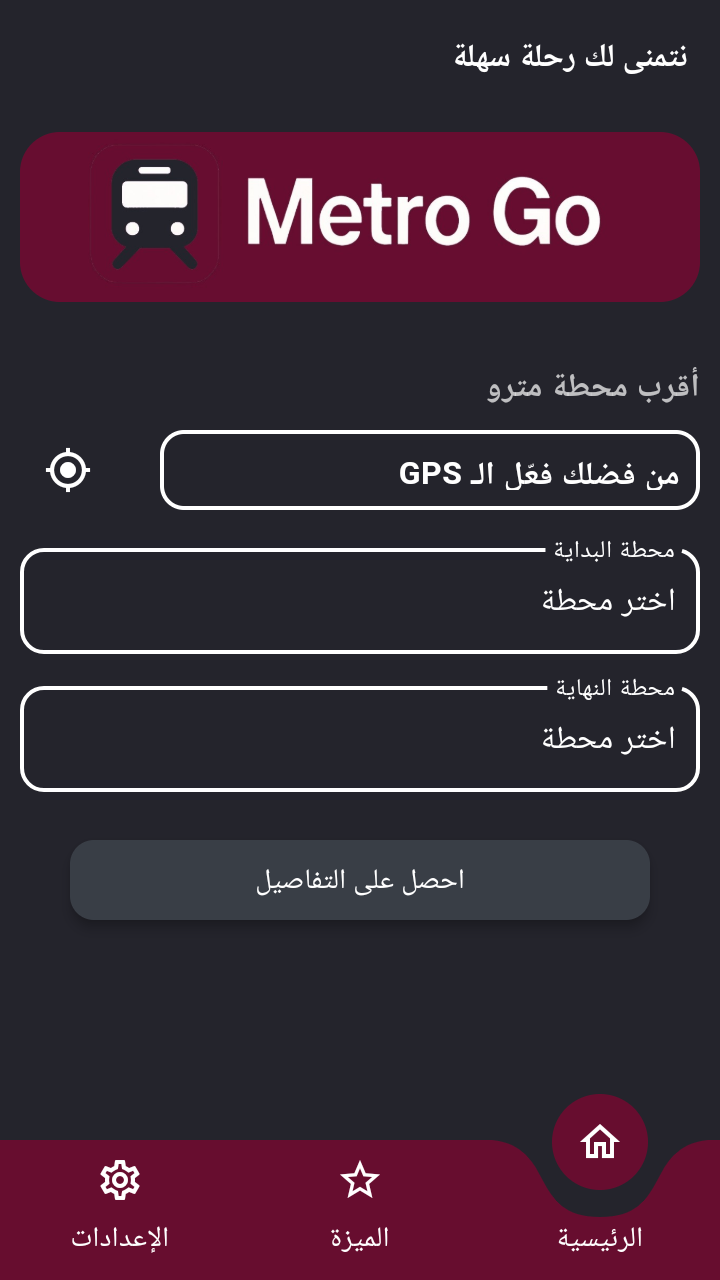 نتمنى لك رحلة سهلة
Metro Go
أقرب محطة مترو
من فضلك فعّل الـ GPS
محطة البداية
اختر محطة
محطة النهاية
اختر محطة
احصل على التفاصيل
الرئيسية
الميزة
الإعدادات